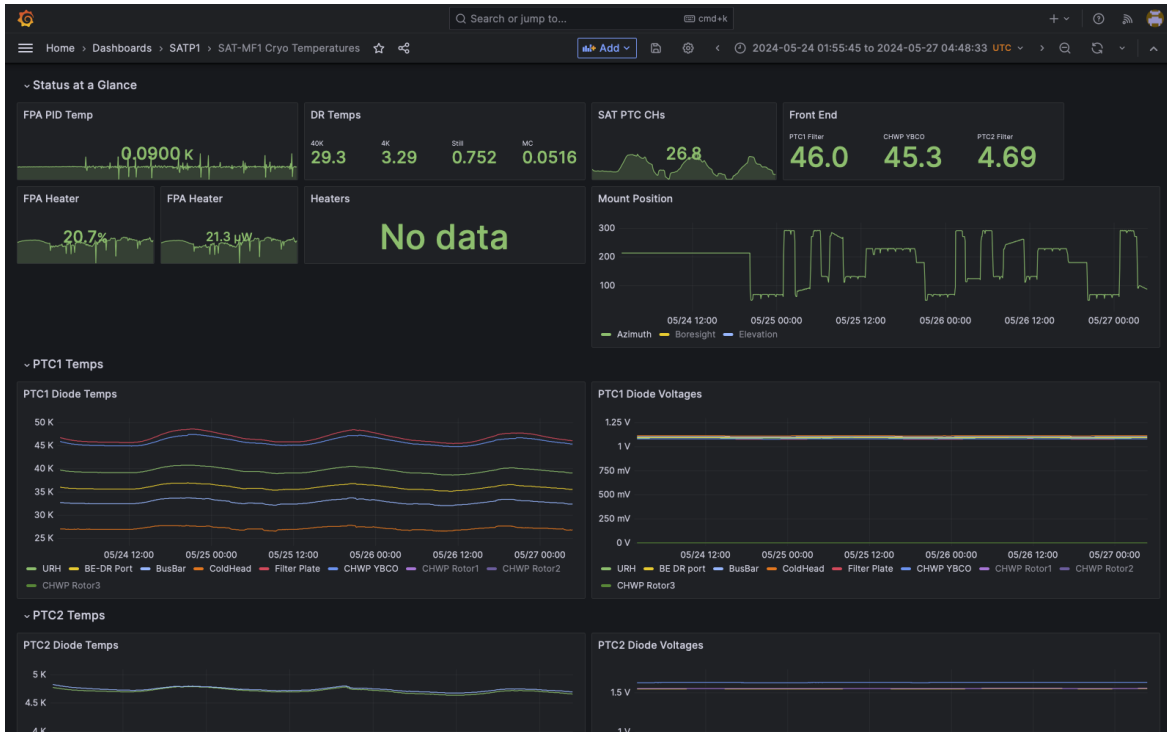 Search or jump to... cmd+k
Home › Dashboards › SATP1 › SAT-MF1 Cryo Temperatures Add 2024-05-24 01:55:45 to 2024-05-27 04:48:33 UTC
Status at a Glance
FPA PID Temp
0.0900 K
DR Temps
40K 4K Still MC
29.3 3.29 0.752 0.0516
SAT PTC CHs
26.8
Front End
PTC1 Filter CHWP YBCO PTC2 Filter
46.0 45.3 4.69
FPA Heater
20.7%
FPA Heater
21.3 µW
Heaters
No data
Mount Position
300
200
100
05/24 12:00 05/25 00:00 05/25 12:00 05/26 00:00 05/26 12:00 05/27 00:00
Azimuth Boresight Elevation
PTC1 Temps
PTC1 Diode Temps
50 K
45 K
40 K
35 K
30 K
25 K
05/24 12:00 05/25 00:00 05/25 12:00 05/26 00:00 05/26 12:00 05/27 00:00
URH BE-DR Port BusBar ColdHead Filter Plate CHWP YBCO CHWP Rotor1 CHWP Rotor2
CHWP Rotor3
PTC1 Diode Voltages
1.25 V
1 V
750 mV
500 mV
250 mV
0 V
05/24 12:00 05/25 00:00 05/25 12:00 05/26 00:00 05/26 12:00 05/27 00:00
URH BE DR port BusBar ColdHead Filter Plate CHWP YBCO CHWP Rotor1 CHWP Rotor2
CHWP Rotor3
PTC2 Temps
PTC2 Diode Temps
5 K
4.5 K
4 K
PTC2 Diode Voltages
1.5 V
1 V